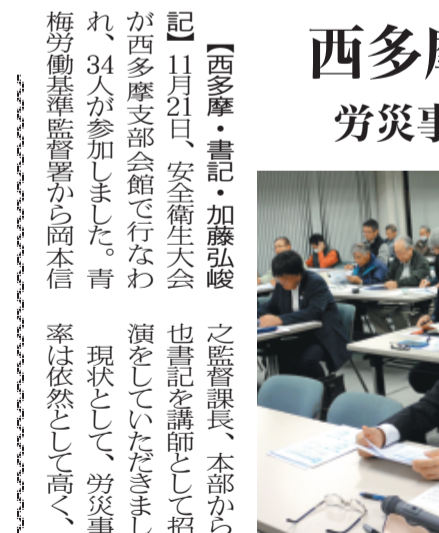 西多摩
労災事
【西多摩・書記・加藤弘峻
記】11月21日、安全衛生大会
が西多摩支部会館で行なわ
れ、34人が参加しました。青
梅労働基準監督署から岡本信
之監督課長、本部から
也書記を講師として招
演をしていただきまし
現状として、労災事
率は依然として高く、